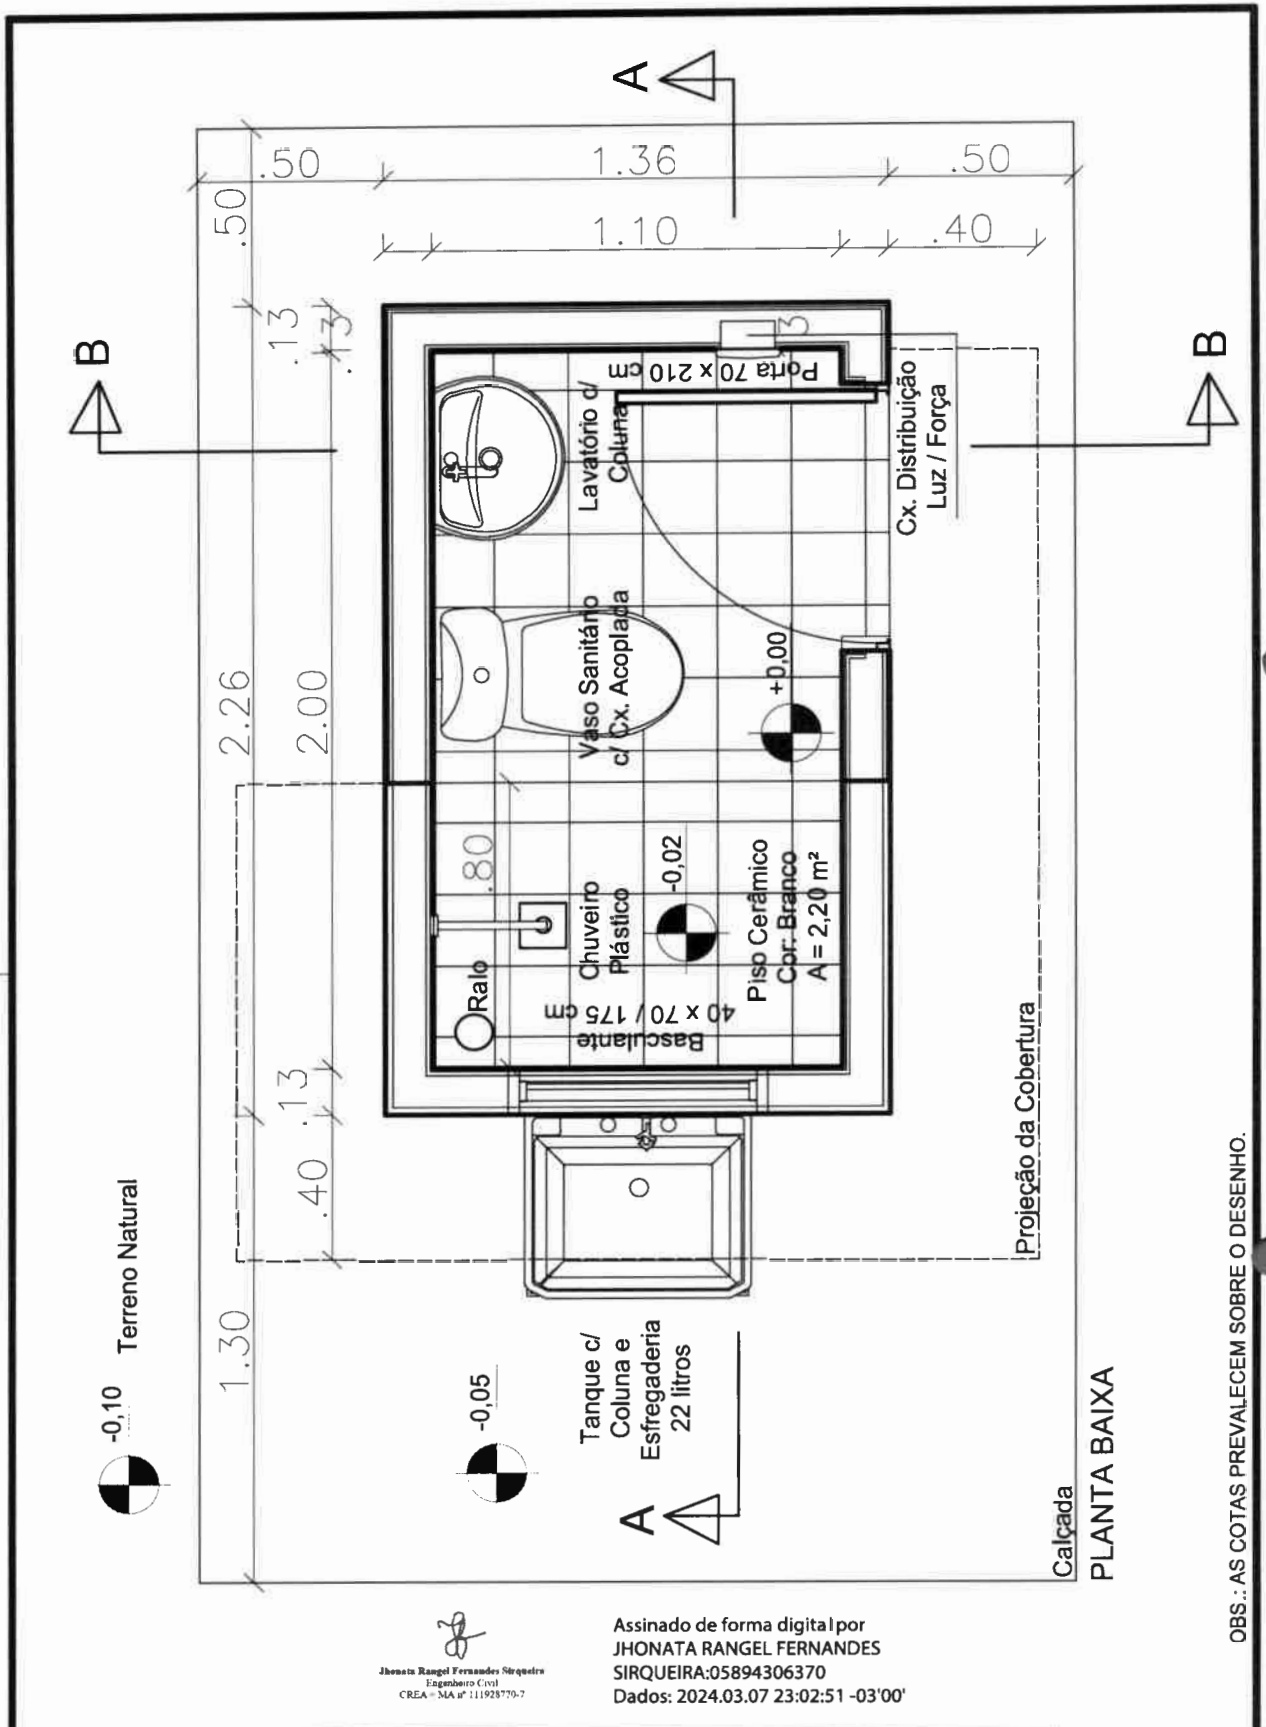 A
.50
1.36
.50
1.10
.40
.50
.13
.13
2.26
2.00
.13
.40
1.30
B
B
Porta 70 x 210 cm
Lavatório c/
Coluna
Cx. Distribuição
Luz / Força
3
Vaso Sanitário
c/ Cx. Acoplada
+0,00
.80
Chuveiro
Plástico
-0,02
Piso Cerâmico
Cor: Branco
A = 2,20 m²
Ralo
Basculante
40 x 70 / 175 cm
Projeção da Cobertura
Terreno Natural
-0,10
-0,05
Tanque c/
Coluna e
Esfregaderia
22 litros
A
Calçada
PLANTA BAIXA
OBS.: AS COTAS PREVALECEM SOBRE O DESENHO.
Jhonata Rangel Fernandes Sirqueira
Engenheiro Civil
CREA - MA nº 111928770-7
Assinado de forma digital por
JHONATA RANGEL FERNANDES
SIRQUEIRA:05894306370
Dados: 2024.03.07 23:02:51 -03'00'